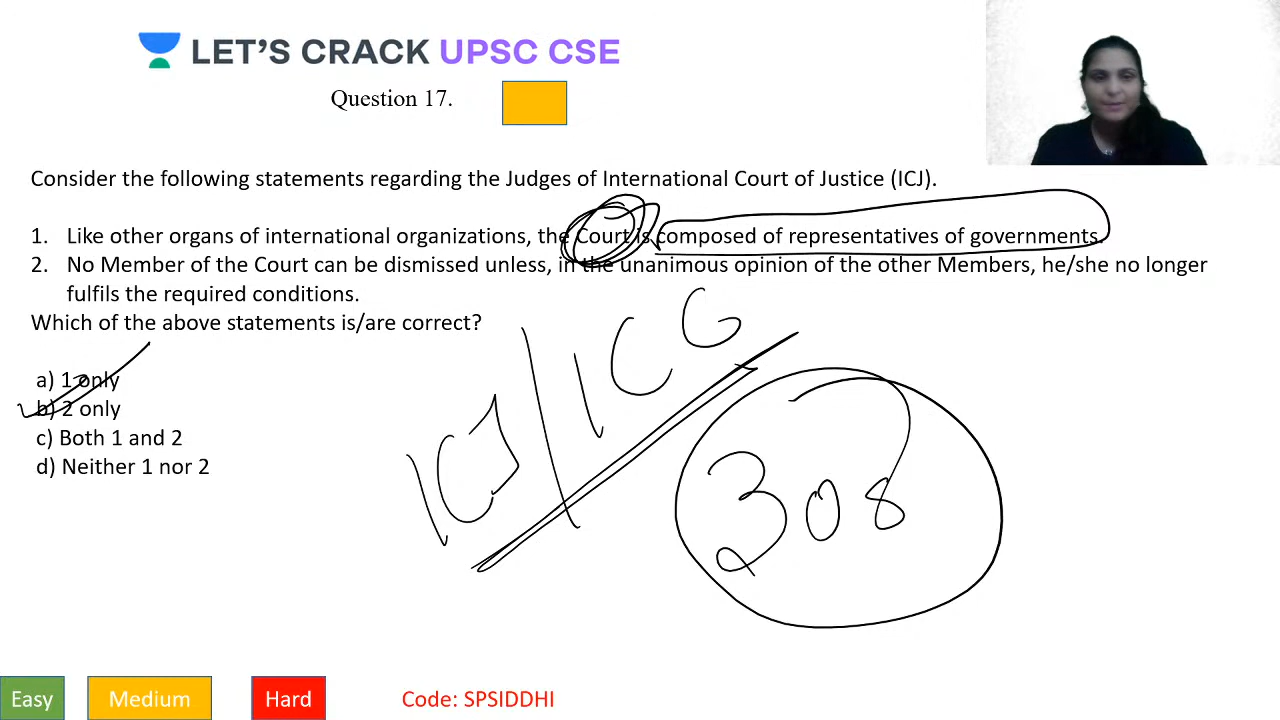 LET'S CRACK UPSC CSE
Question 17.
Consider the following statements regarding the Judges of International Court of Justice (ICJ).
1. Like other organs of international organizations, the Court is composed of representatives of governments.
2. No Member of the Court can be dismissed unless, in the unanimous opinion of the other Members, he/she no longer
fulfils the required conditions.
Which of the above statements is/are correct?
a) 1 only
b) 2 only
c) Both 1 and 2
d) Neither 1 nor 2
ICJ/ICG
308
Easy Medium Hard Code: SPSIDDHI